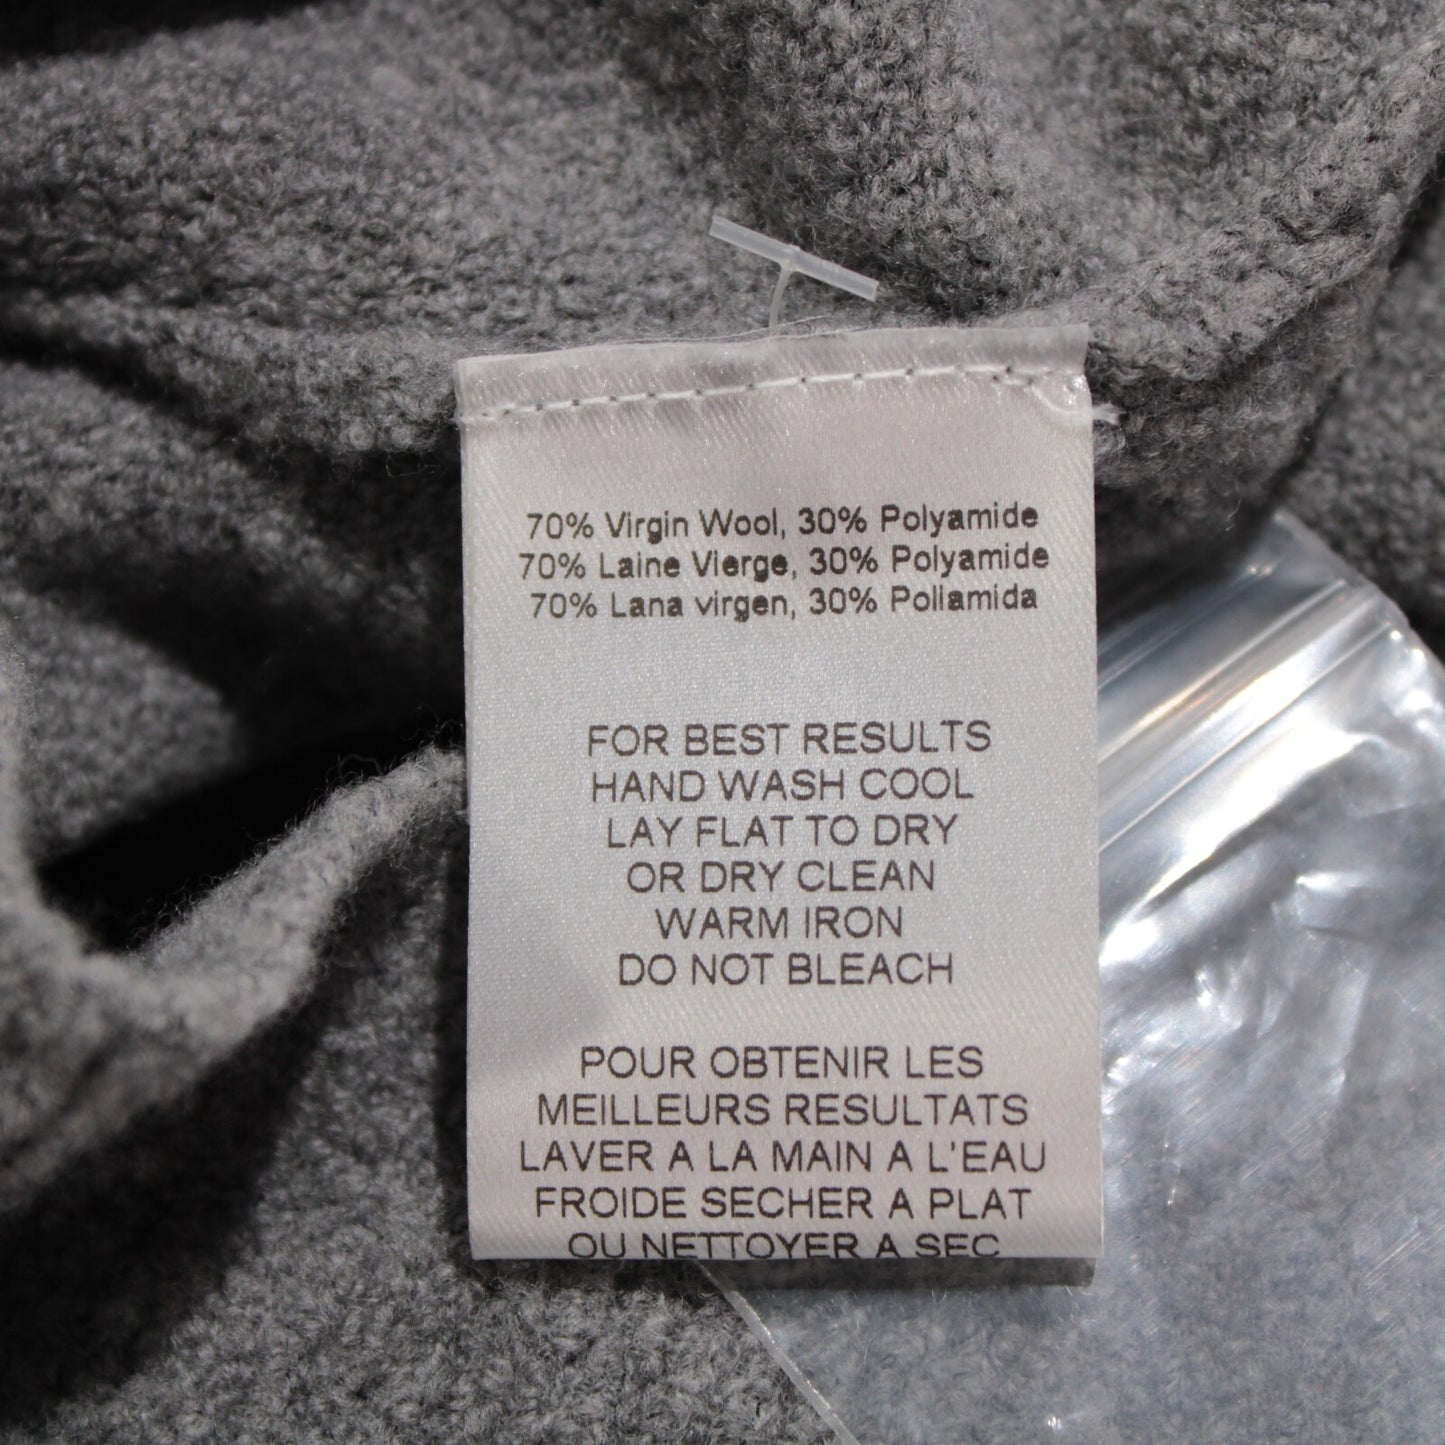 70% Virgin Wool, 30% Polyamide
70% Laine Vierge, 30% Polyamide
70% Lana virgen, 30% Poliamida
FOR BEST RESULTS
HAND WASH COOL
LAY FLAT TO DRY
OR DRY CLEAN
WARM IRON
DO NOT BLEACH
POUR OBTENIR LES
MEILLEURS RESULTATS
LAVER A LA MAIN A L'EAU
FROIDE SECHER A PLAT
OU NETTOYER A SEC